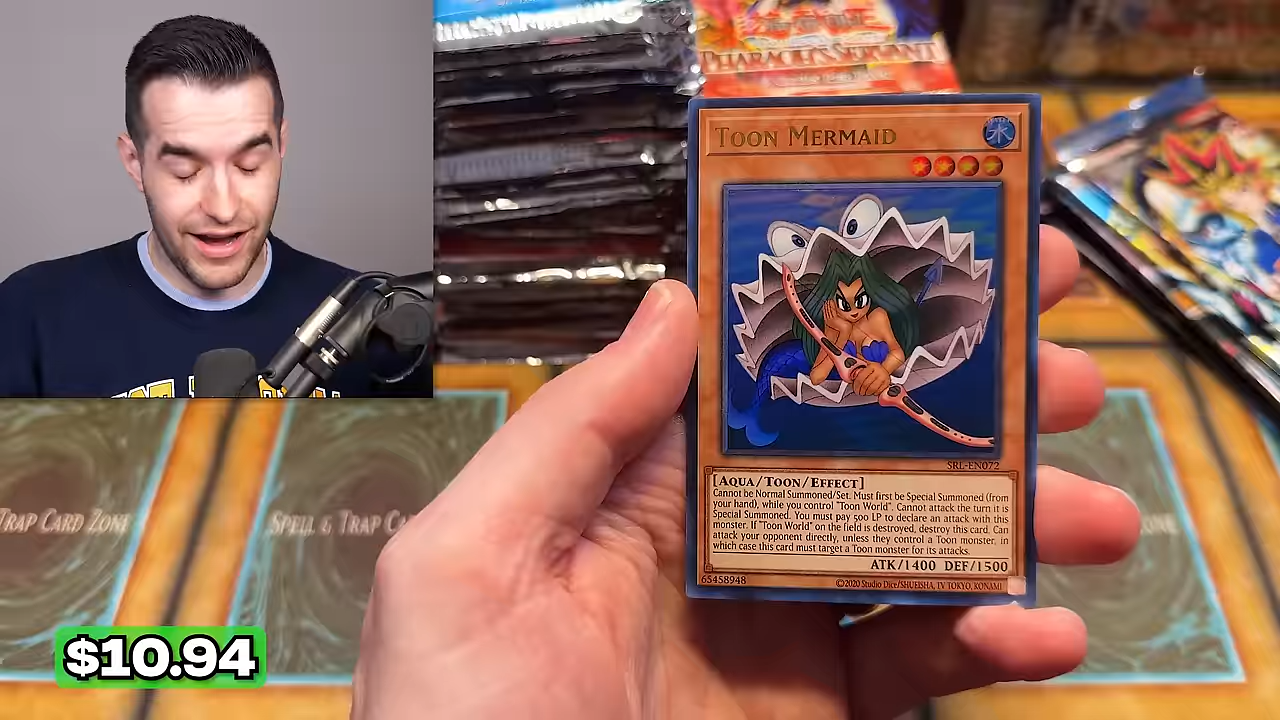 PHARAOH'S SERVANT
TOON MERMAID
SRL-EN072
[AQUA/TOON/EFFECT]
Cannot be Normal Summoned/Set. Must first be Special Summoned (from
your hand), while you control "Toon World". Cannot attack the turn it is
Special Summoned. You must pay 500 LP to declare an attack with this
monster. If "Toon World" on the field is destroyed, destroy this card. Can
attack your opponent directly, unless they control a Toon monster, in
which case this card must target a Toon monster for its attacks.
ATK/1400 DEF/1500
65458948
©2020 Studio Dice/SHUEISHA, TV TOKYO, KONAMI
TRAP CARD ZONE
SPELL & TRAP CA
$10.94